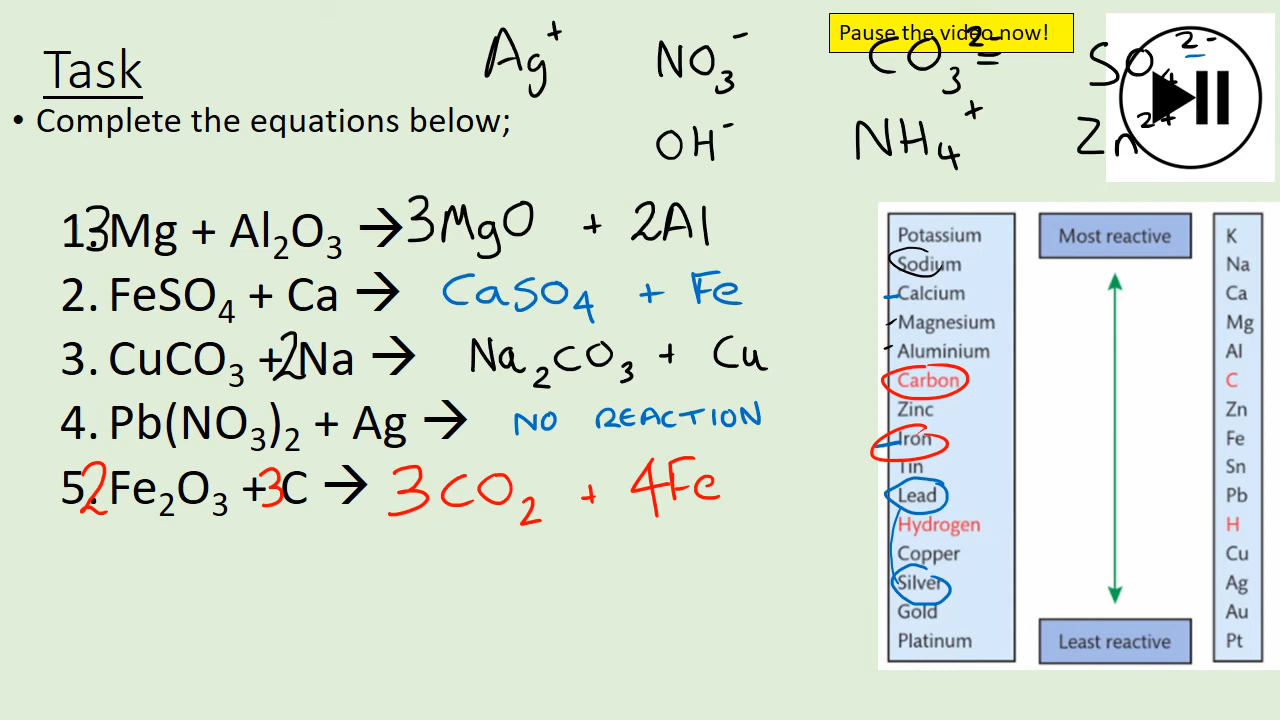 Task
Ag⁺ NO₃⁻ CO₃²⁻ SO₄²⁻
Pause the video now!
OH⁻ NH₄⁺ Zn²⁺
• Complete the equations below;
1. 3Mg + Al₂O₃ → 3MgO + 2Al
2. FeSO₄ + Ca → CaSO₄ + Fe
3. CuCO₃ + 2Na → Na₂CO₃ + Cu
4. Pb(NO₃)₂ + Ag → NO REACTION
5. 2Fe₂O₃ + 3C → 3CO₂ + 4Fe
Potassium Most reactive K
Sodium Na
Calcium Ca
Magnesium Mg
Aluminium Al
Carbon C
Zinc Zn
Iron Fe
Tin Sn
Lead Pb
Hydrogen H
Copper Cu
Silver Ag
Gold Au
Platinum Least reactive Pt